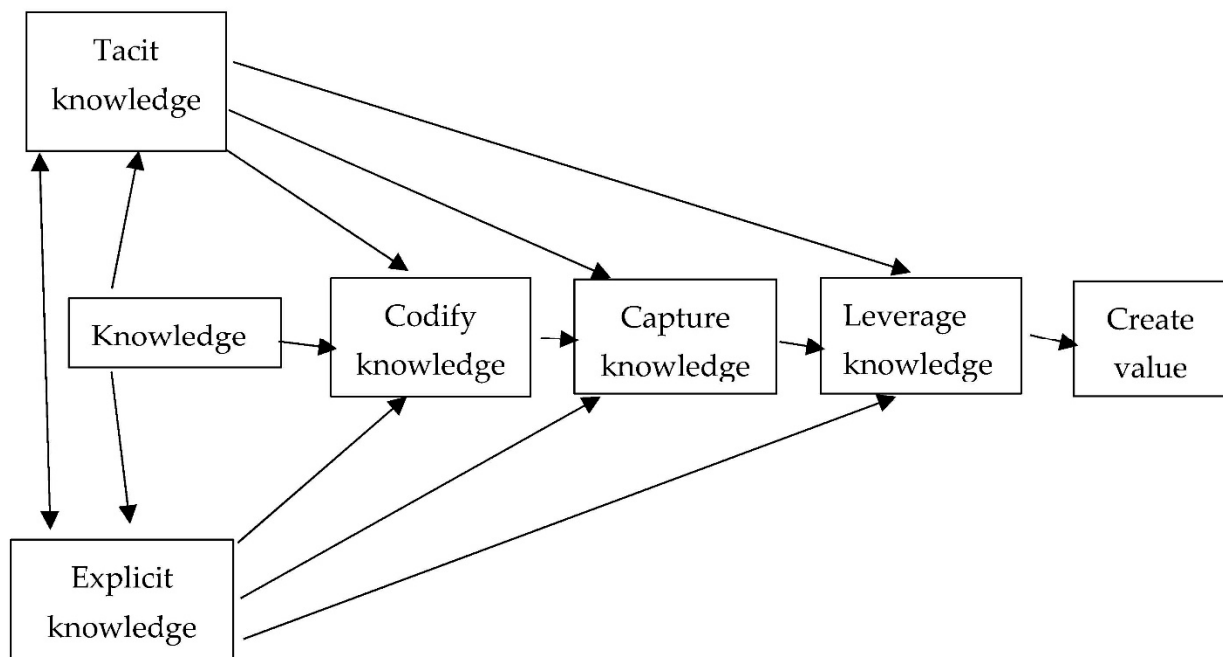 Tacit
knowledge
Knowledge
Codify
knowledge
Capture
knowledge
Leverage
knowledge
Create
value
Explicit
knowledge